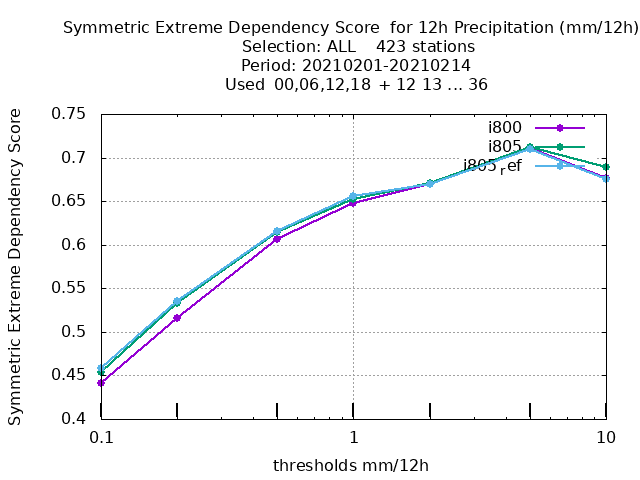 Symmetric Extreme Dependency Score  for 12h Precipitation (mm/12h)
Selection: ALL    423 stations
Period: 20210201-20210214
Used  00,06,12,18  + 12 13 ... 36
Symmetric Extreme Dependency Score
0.75
0.7
0.65
0.6
0.55
0.5
0.45
0.4
i800
i805
i805ref
0.1
1
10
thresholds mm/12h